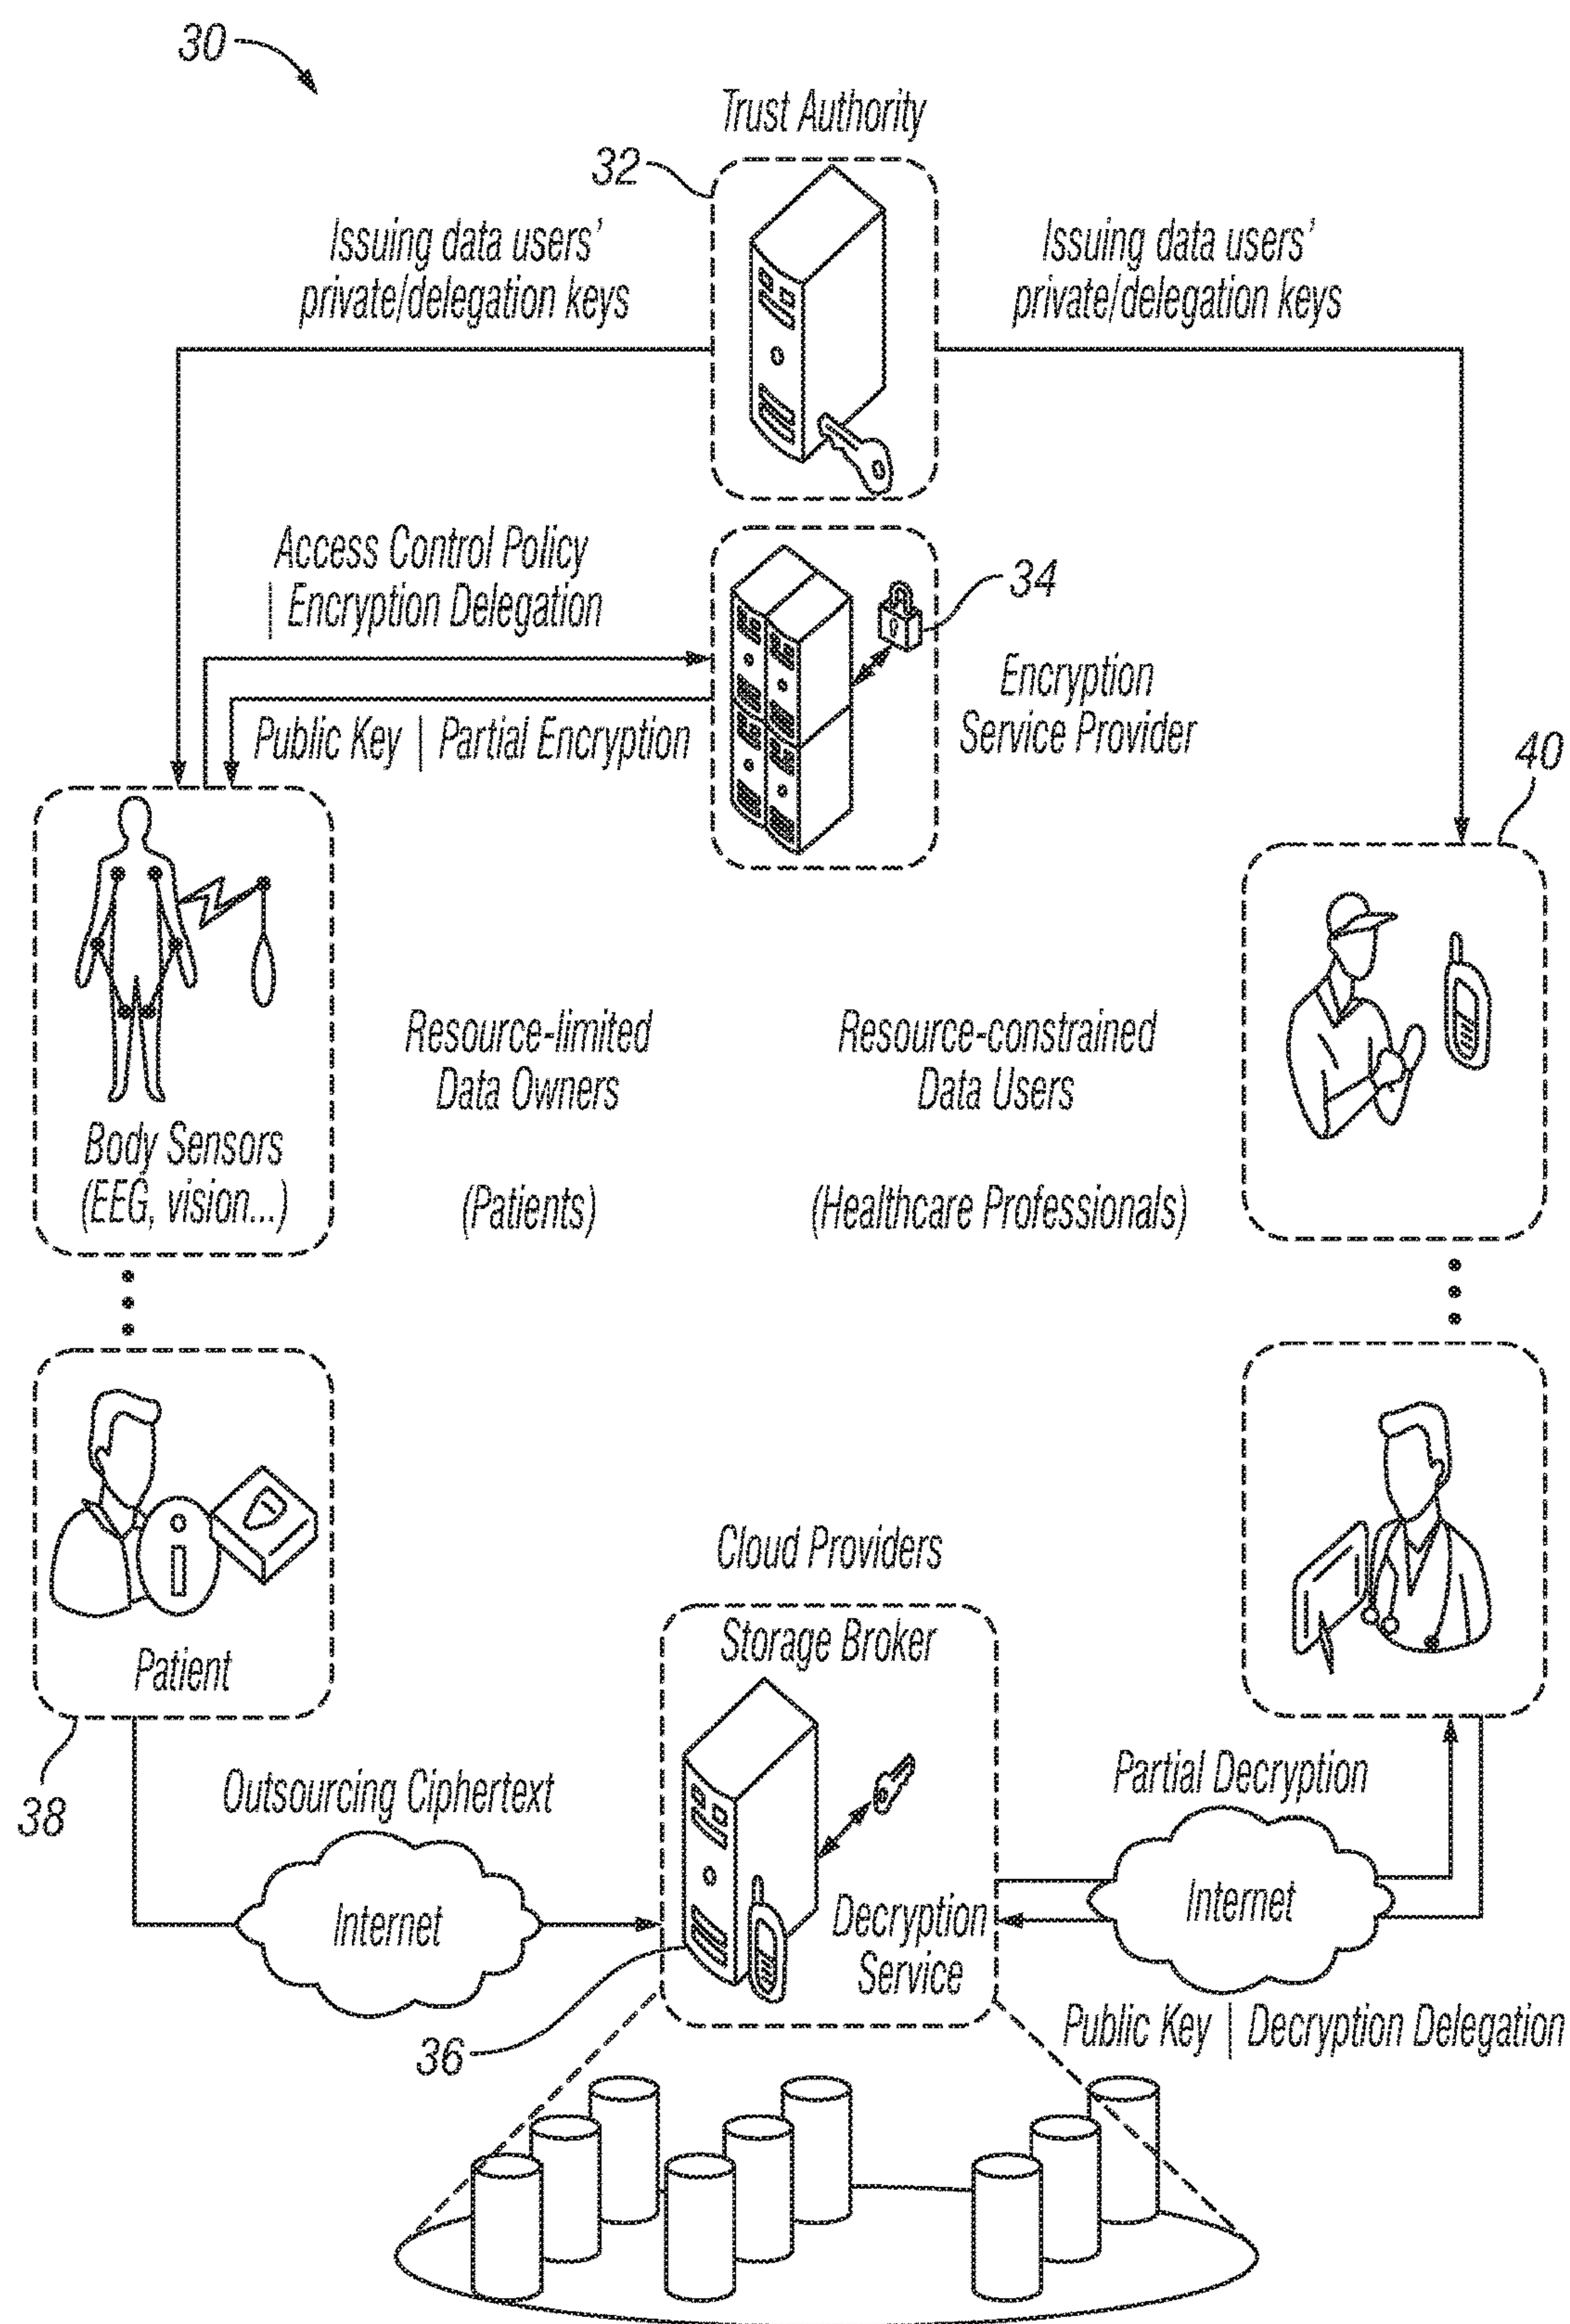 30
Trust Authority
32
Issuing data users'
private/delegation keys
Issuing data users'
private/delegation keys
Access Control Policy
| Encryption Delegation
34
Public Key | Partial Encryption
Encryption
Service Provider
40
Resource-limited
Data Owners
(Patients)
Resource-constrained
Data Users
(Healthcare Professionals)
Body Sensors
(EEG, vision...)
i
Patient
38
Cloud Providers
Storage Broker
Outsourcing Ciphertext
Internet
Decryption
Service
36
Partial Decryption
Internet
Public Key | Decryption Delegation